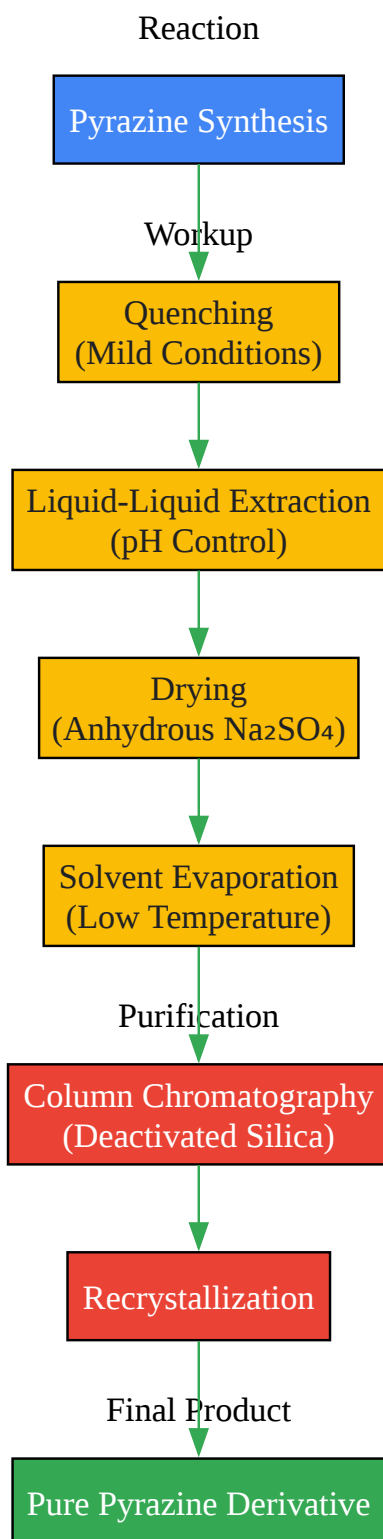 Reaction
Pyrazine Synthesis
Workup
Quenching
(Mild Conditions)
Liquid-Liquid Extraction
(pH Control)
Drying
(Anhydrous Na₂SO₄)
Solvent Evaporation
(Low Temperature)
Purification
Column Chromatography
(Deactivated Silica)
Recrystallization
Final Product
Pure Pyrazine Derivative